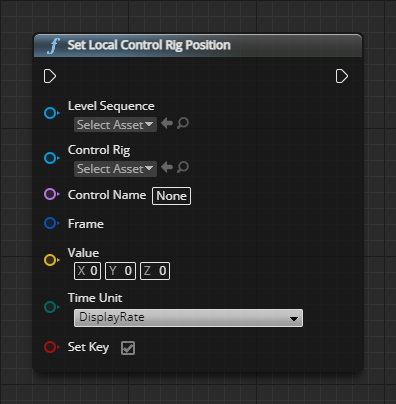 f Set Local Control Rig Position
Level Sequence
Select Asset
Control Rig
Select Asset
Control Name None
Frame
Value
X 0 Y 0 Z 0
Time Unit
DisplayRate
Set Key